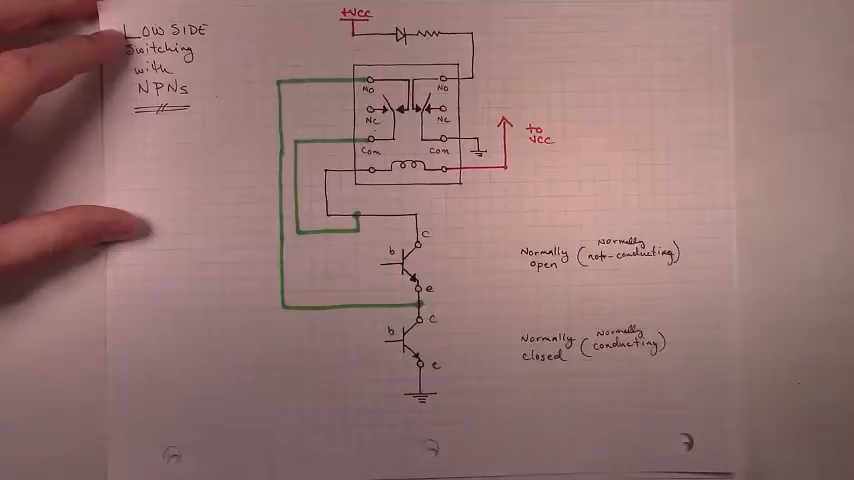 LOW SIDE
Switching
with
NPNs
+Vcc
NO
NO
NC
NC
Com
Com
to
Vcc
c
b
e
c
b
e
Normally
open
(Normally
not-conducting)
Normally
closed
(Normally
conducting)